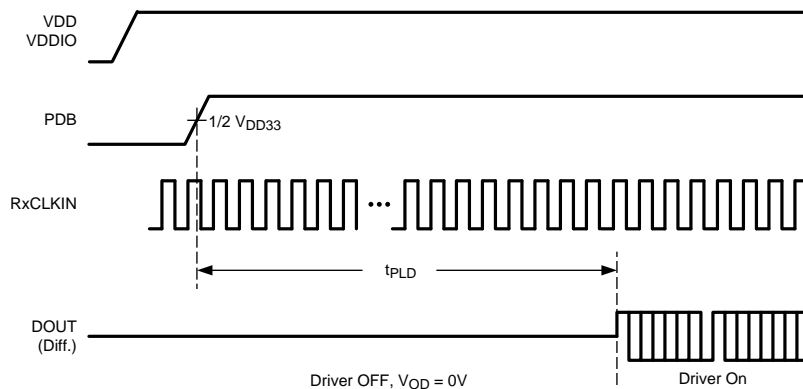 VDD
VDDIO
PDB
1/2 VDD33
RxCLKIN
...
tPLD
DOUT
(Diff.)
Driver OFF, VOD = 0V
Driver On